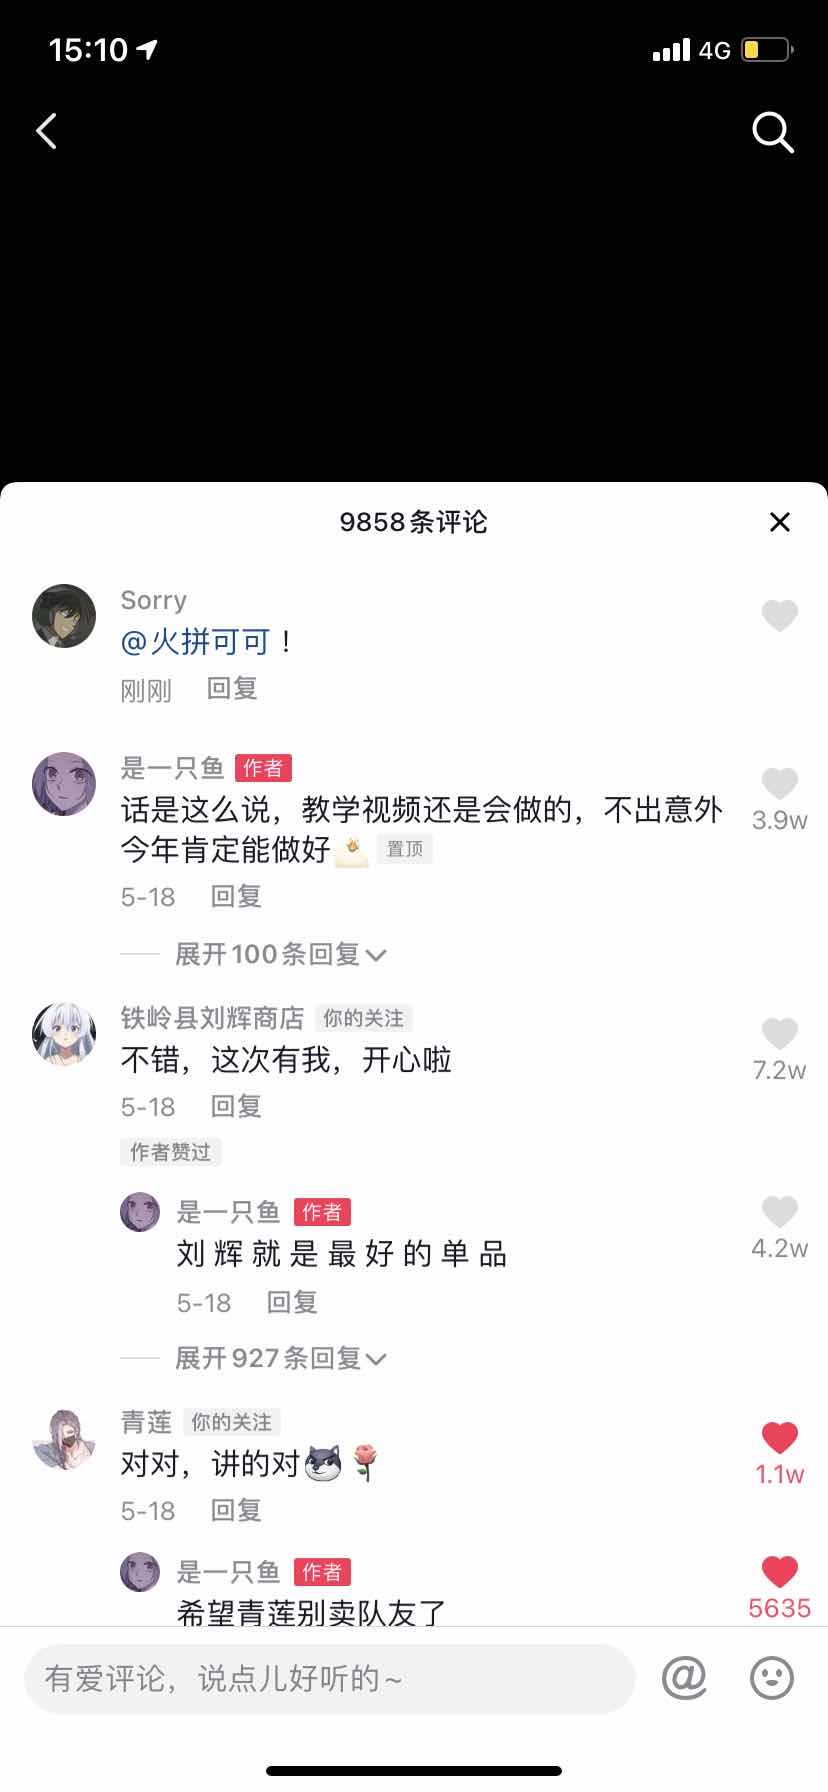 15:10
4G
9858条评论
Sorry
@火拼可可！
刚刚 回复
是一只鱼 作者
话是这么说，教学视频还是会做的，不出意外
今年肯定能做好 置顶
3.9w
5-18 回复
展开100条回复
铁岭县刘辉商店 你的关注
不错，这次有我，开心啦
7.2w
5-18 回复
作者赞过
是一只鱼 作者
刘 辉 就 是 最 好 的 单 品
4.2w
5-18 回复
展开927条回复
青莲 你的关注
对对，讲的对
1.1w
5-18 回复
是一只鱼 作者
希望青莲别卖队友了
5635
有爱评论，说点儿好听的~
@